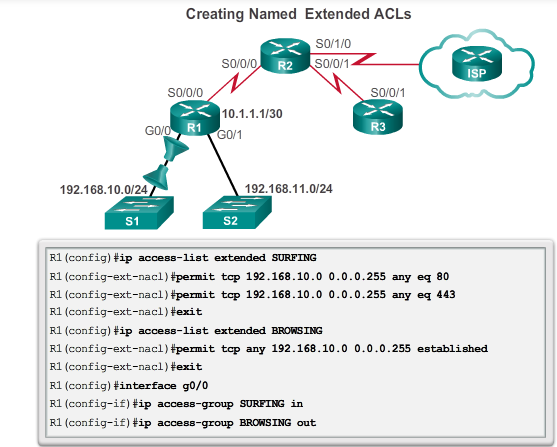 Creating Named Extended ACLs
S0/1/0
S0/0/0
R2
S0/0/1
ISP
S0/0/0
S0/0/1
10.1.1.1/30
R1
R3
G0/0
G0/1
192.168.10.0/24
192.168.11.0/24
S1
S2
R1(config)#ip access-list extended SURFING
R1(config-ext-nacl)#permit tcp 192.168.10.0 0.0.0.255 any eq 80
R1(config-ext-nacl)#permit tcp 192.168.10.0 0.0.0.255 any eq 443
R1(config-ext-nacl)#exit
R1(config)#ip access-list extended BROWSING
R1(config-ext-nacl)#permit tcp any 192.168.10.0 0.0.0.255 established
R1(config-ext-nacl)#exit
R1(config)#interface g0/0
R1(config-if)#ip access-group SURFING in
R1(config-if)#ip access-group BROWSING out